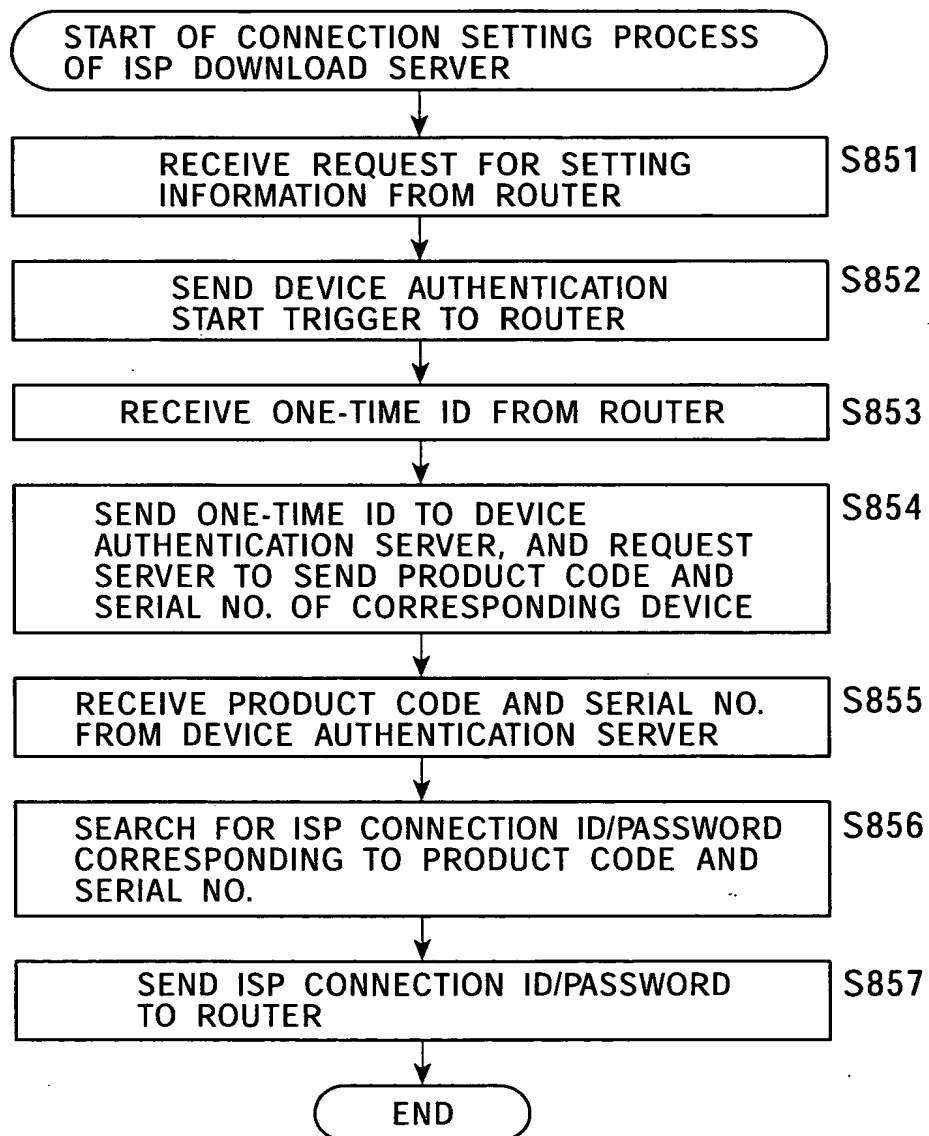 START OF CONNECTION SETTING PROCESS
OF ISP DOWNLOAD SERVER
RECEIVE REQUEST FOR SETTING
INFORMATION FROM ROUTER
S851
SEND DEVICE AUTHENTICATION
START TRIGGER TO ROUTER
S852
RECEIVE ONE-TIME ID FROM ROUTER
S853
SEND ONE-TIME ID TO DEVICE
AUTHENTICATION SERVER, AND REQUEST
SERVER TO SEND PRODUCT CODE AND
SERIAL NO. OF CORRESPONDING DEVICE
S854
RECEIVE PRODUCT CODE AND SERIAL NO.
FROM DEVICE AUTHENTICATION SERVER
S855
SEARCH FOR ISP CONNECTION ID/PASSWORD
CORRESPONDING TO PRODUCT CODE AND
SERIAL NO.
S856
SEND ISP CONNECTION ID/PASSWORD
TO ROUTER
S857
END